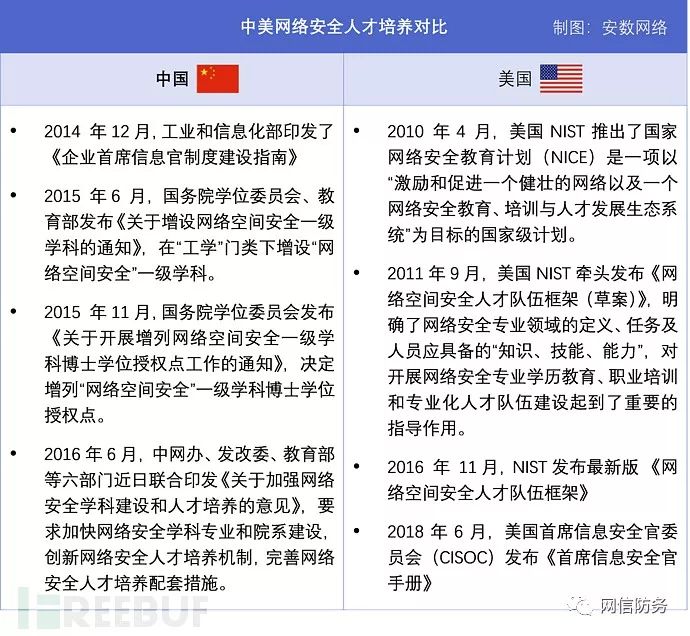 中美网络安全人才培养对比
制图：安数网络
中国
美国
• 2014 年 12 月, 工业和信息化部印发了
《企业首席信息官制度建设指南》
• 2015 年 6 月，国务院学位委员会、教
育部发布《关于增设网络空间安全一级
学科的通知》，在“工学”门类下增设“网
络空间安全”一级学科。
• 2015 年 11 月, 国务院学位委员会发布
《关于开展增列网络空间安全一级学
科博士学位授权点工作的通知》，决定
增列“网络空间安全”一级学科博士学位
授权点。
• 2016 年 6 月，中网办、发改委、教育部
等六部门近日联合印发《关于加强网络
安全学科建设和人才培养的意见》，要
求加快网络安全学科专业和院系建设，
创新网络安全人才培养机制，完善网络
安全人才培养配套措施。
• 2010 年 4 月，美国 NIST 推出了国家
网络安全教育计划（NICE）是一项以
“激励和促进一个健壮的网络以及一个
网络安全教育、培训与人才发展生态系
统”为目标的国家级计划。
• 2011 年 9 月，美国 NIST 牵头发布《网
络空间安全人才队伍框架（草案）》，明
确了网络安全专业领域的定义、任务及
人员应具备的“知识、技能、能力”，对
开展网络安全专业学历教育、职业培训
和专业化人才队伍建设起到了重要的
指导作用。
• 2016 年 11 月，NIST 发布最新版 《网
络空间安全人才队伍框架》
• 2018 年 6 月，美国首席信息安全官委
员会（CISOC）发布《首席信息安全官
手册》
FREEBUF
网信防务